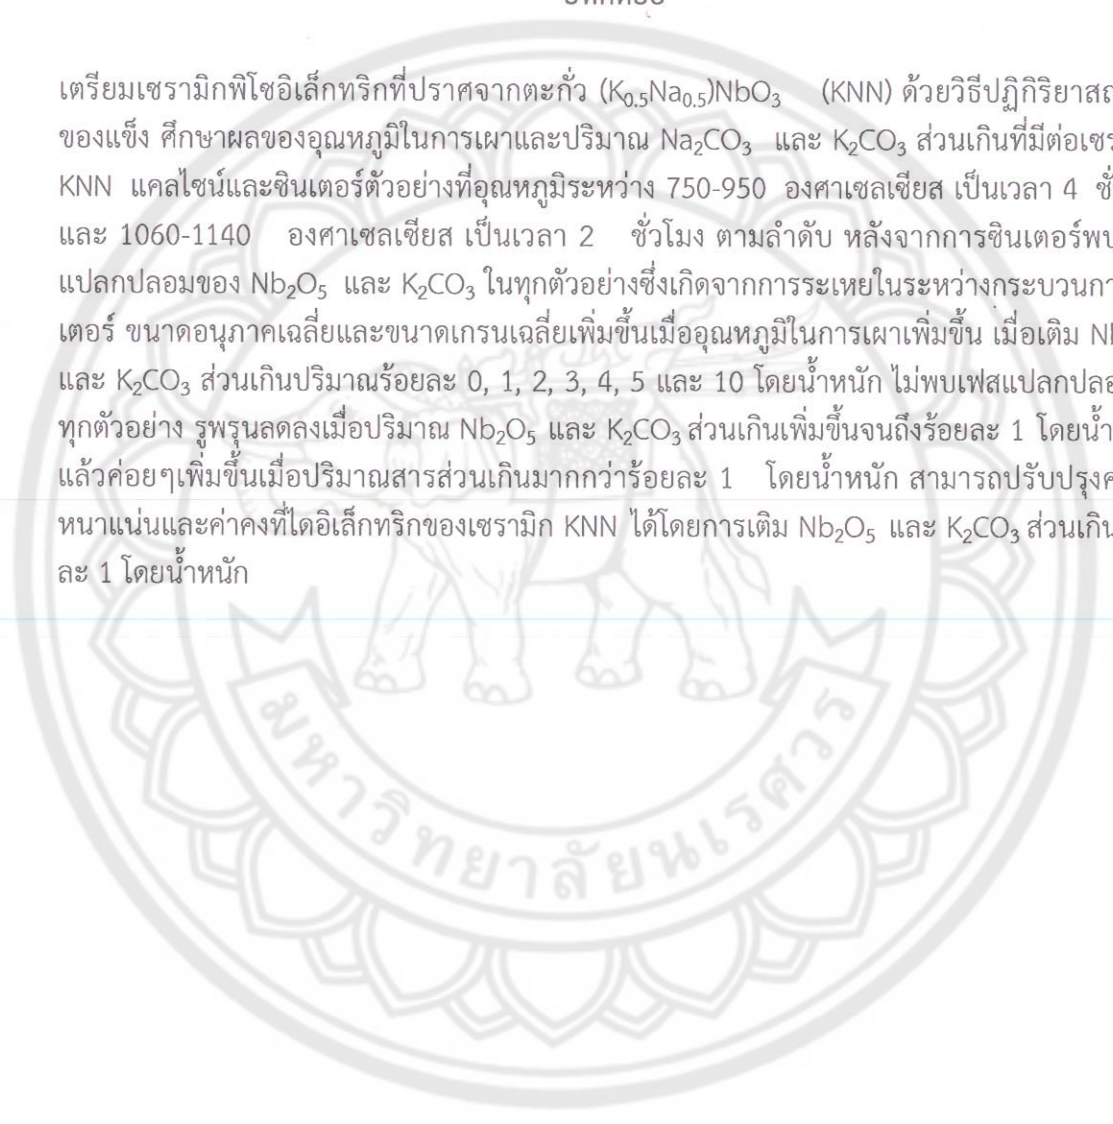 เตรียมเซรามิกพิโซอิเล็กทริกที่ปราศจากตะกั่ว (K₀.₅Na₀.₅)NbO₃ (KNN) ด้วยวิธีปฏิกิริยาสถ
ของแข็ง ศึกษาผลของอุณหภูมิในการเผาและปริมาณ Na₂CO₃ และ K₂CO₃ ส่วนเกินที่มีต่อเซร
KNN แคลไซน์และซินเตอร์ตัวอย่างที่อุณหภูมิระหว่าง 750-950 องศาเซลเซียส เป็นเวลา 4 ชั่
และ 1060-1140 องศาเซลเซียส เป็นเวลา 2 ชั่วโมง ตามลำดับ หลังจากการซินเตอร์พบ
แปลกปลอมของ Nb₂O₅ และ K₂CO₃ ในทุกตัวอย่างซึ่งเกิดจากการระเหยในระหว่างกระบวนกา
เตอร์ ขนาดอนุภาคเฉลี่ยและขนาดเกรนเฉลี่ยเพิ่มขึ้นเมื่ออุณหภูมิในการเผาเพิ่มขึ้น เมื่อเติม
และ K₂CO₃ ส่วนเกินปริมาณร้อยละ 0, 1, 2, 3, 4, 5 และ 10 โดยน้ำหนัก ไม่พบเฟสแปลกปลอ
ทุกตัวอย่าง รูพรุนลดลงเมื่อปริมาณ Nb₂O₅ และ K₂CO₃ ส่วนเกินเพิ่มขึ้นจนถึงร้อยละ 1 โดยน้ำ
แล้วค่อยๆเพิ่มขึ้นเมื่อปริมาณสารส่วนเกินมากกว่าร้อยละ 1 โดยน้ำหนัก สามารถปรับปรุงค
หนาแน่นและค่าคงที่ไดอิเล็กทริกของเซรามิก KNN ได้โดยการเติม Nb₂O₅ และ K₂CO₃ ส่วนเกิน
ละ 1 โดยน้ำหนัก
มหาวิทยาลัยนเรศวร